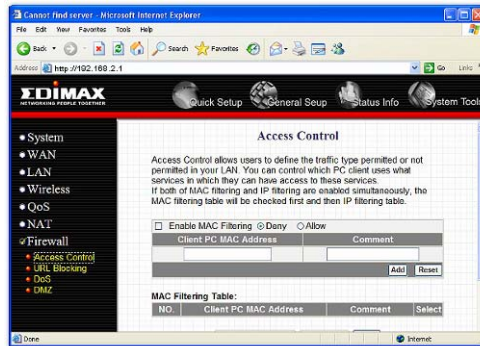 Cannot find server - Microsoft Internet Explorer
File Edit View Favorites Tools Help
Back Search Favorites
Address http://192.168.2.1 Go Links
EDIMAX
NETWORKING PEOPLE TOGETHER
Quick Setup General Seup Status Info System Tools
System
WAN
LAN
Wireless
QoS
NAT
Firewall
Access Control
URL Blocking
DoS
DMZ
Access Control
Access Control allows users to define the traffic type permitted or not
permitted in your LAN. You can control which PC client uses what
services in which they can have access to these services.
If both of MAC filtering and IP filtering are enabled simultaneously, the
MAC filtering table will be checked first and then IP filtering table.
Enable MAC Filtering Deny Allow
Client PC MAC Address Comment
Add Reset
MAC Filtering Table:
NO. Client PC MAC Address Comment Select
Done Internet